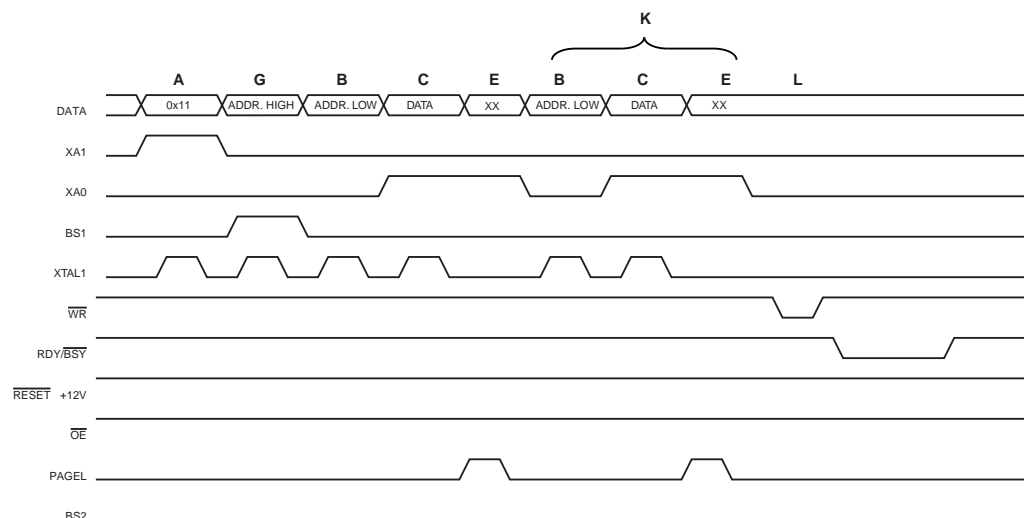 K
A G B C E B C E L
DATA 0x11 ADDR. HIGH ADDR. LOW DATA XX ADDR. LOW DATA XX
XA1
XA0
BS1
XTAL1
WR
RDY/BSY
RESET +12V
OE
PAGEL
BS2